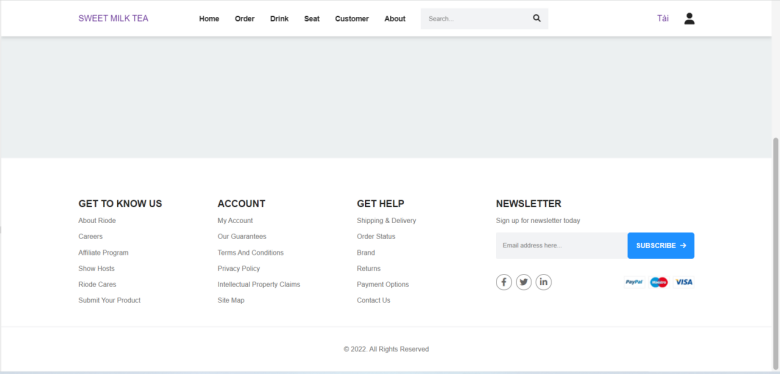 SWEET MILK TEA Home Order Drink Seat Customer About Search... Tài
GET TO KNOW US
About Riode
Careers
Affiliate Program
Show Hosts
Riode Cares
Submit Your Product
ACCOUNT
My Account
Our Guarantees
Terms And Conditions
Privacy Policy
Intellectual Property Claims
Site Map
GET HELP
Shipping & Delivery
Order Status
Brand
Returns
Payment Options
Contact Us
NEWSLETTER
Sign up for newsletter today
Email address here... SUBSCRIBE
PayPal Maestro VISA
© 2022. All Rights Reserved